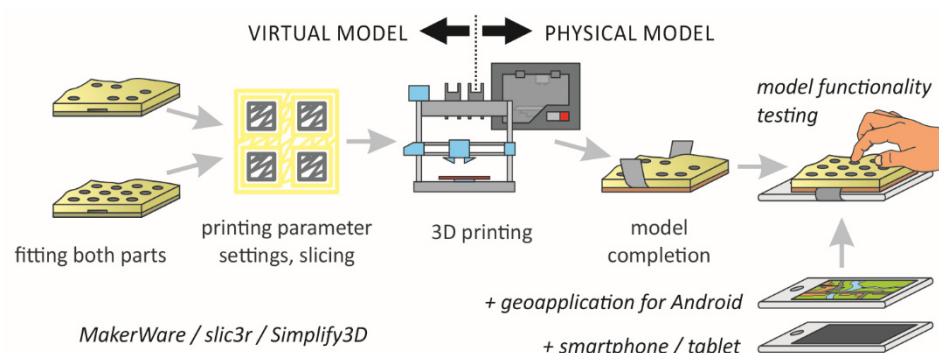 VIRTUAL MODEL
PHYSICAL MODEL
model functionality
testing
fitting both parts
printing parameter
settings, slicing
3D printing
model
completion
MakerWare / slic3r / Simplify3D
+ geoapplication for Android
+ smartphone / tablet